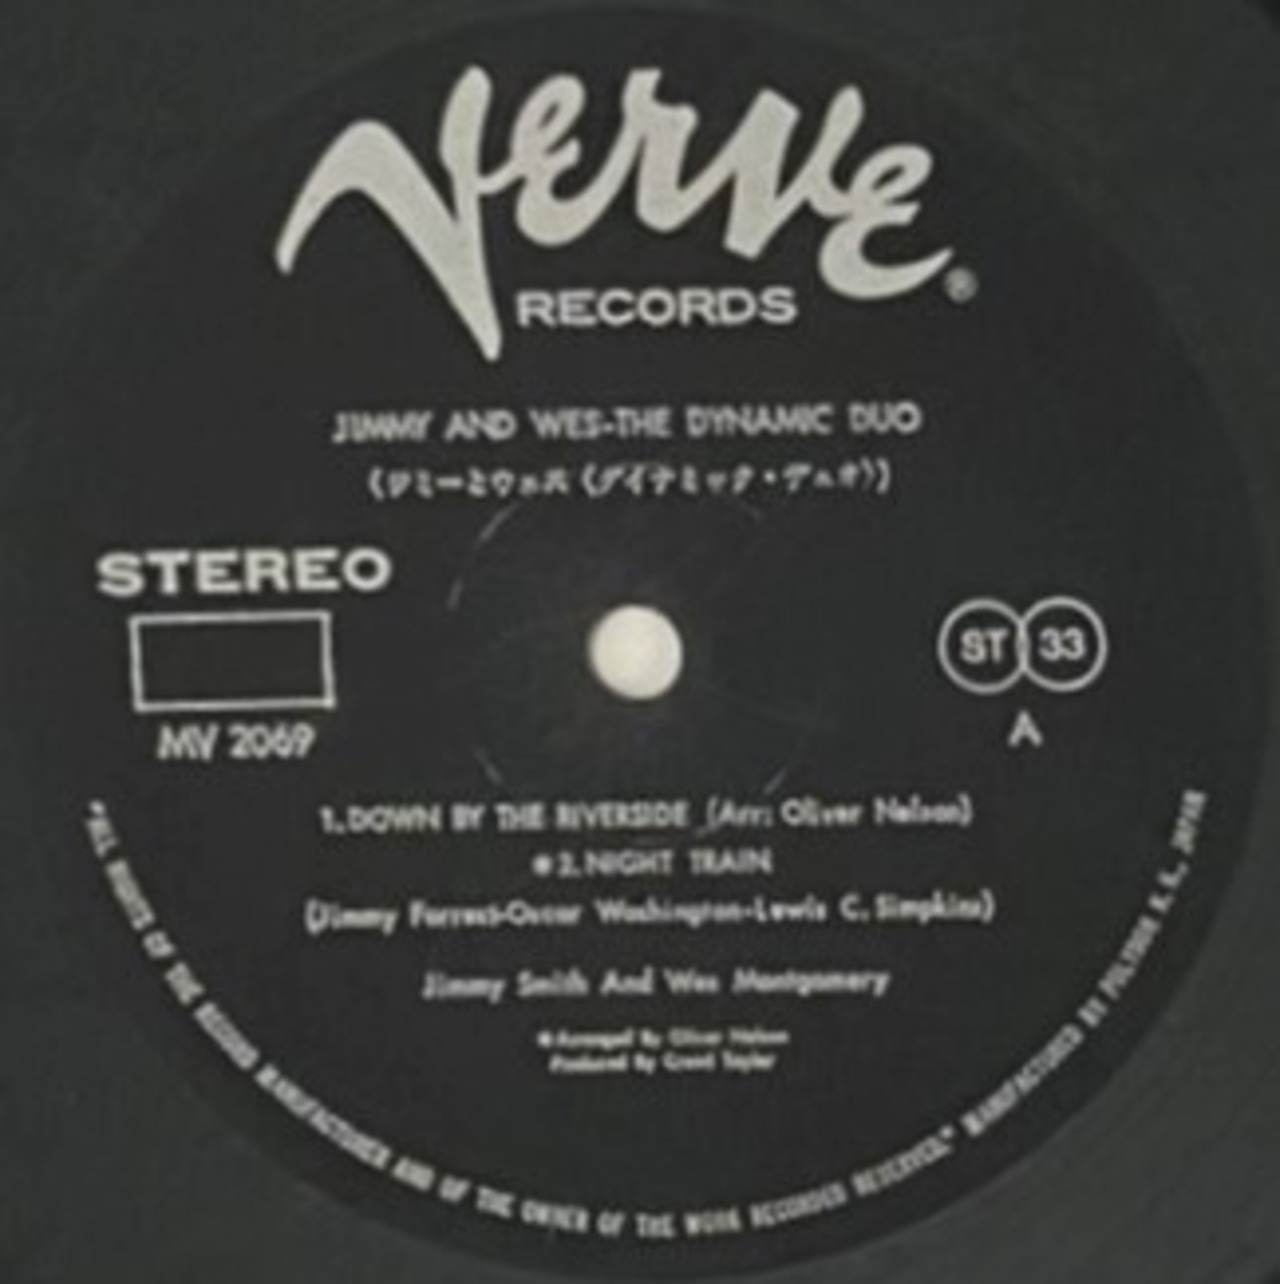 Verve
RECORDS
®
JIMMY AND WES-THE DYNAMIC DUO
(ジミーとウェス〈ダイナミック・デュオ〉)
STEREO
MV 2069
ST 33
A
1. DOWN BY THE RIVERSIDE (Arr: Oliver Nelson)
●2. NIGHT TRAIN
(Jimmy Forrest-Oscar Washington-Lewis C. Simpkins)
Jimmy Smith And Wes Montgomery
●Arranged By Oliver Nelson
Produced By Creed Taylor
"ALL RIGHTS OF THE RECORD MANUFACTURER AND OF THE OWNER OF THE WORK RECORDED RESERVED." MANUFACTURED BY POLYDOR K. K., JAPAN